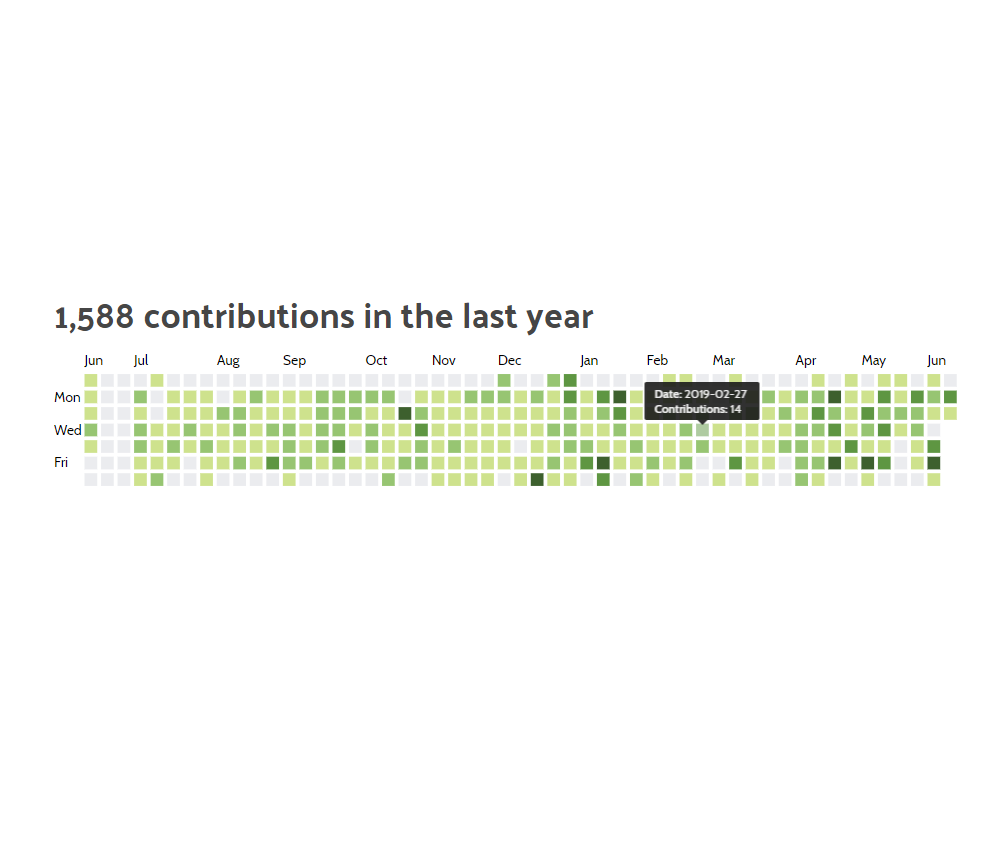 1,588 contributions in the last year
Jun Jul Aug Sep Oct Nov Dec Jan Feb Mar Apr May Jun
Mon
Date: 2019-02-27
Contributions: 14
Wed
Fri